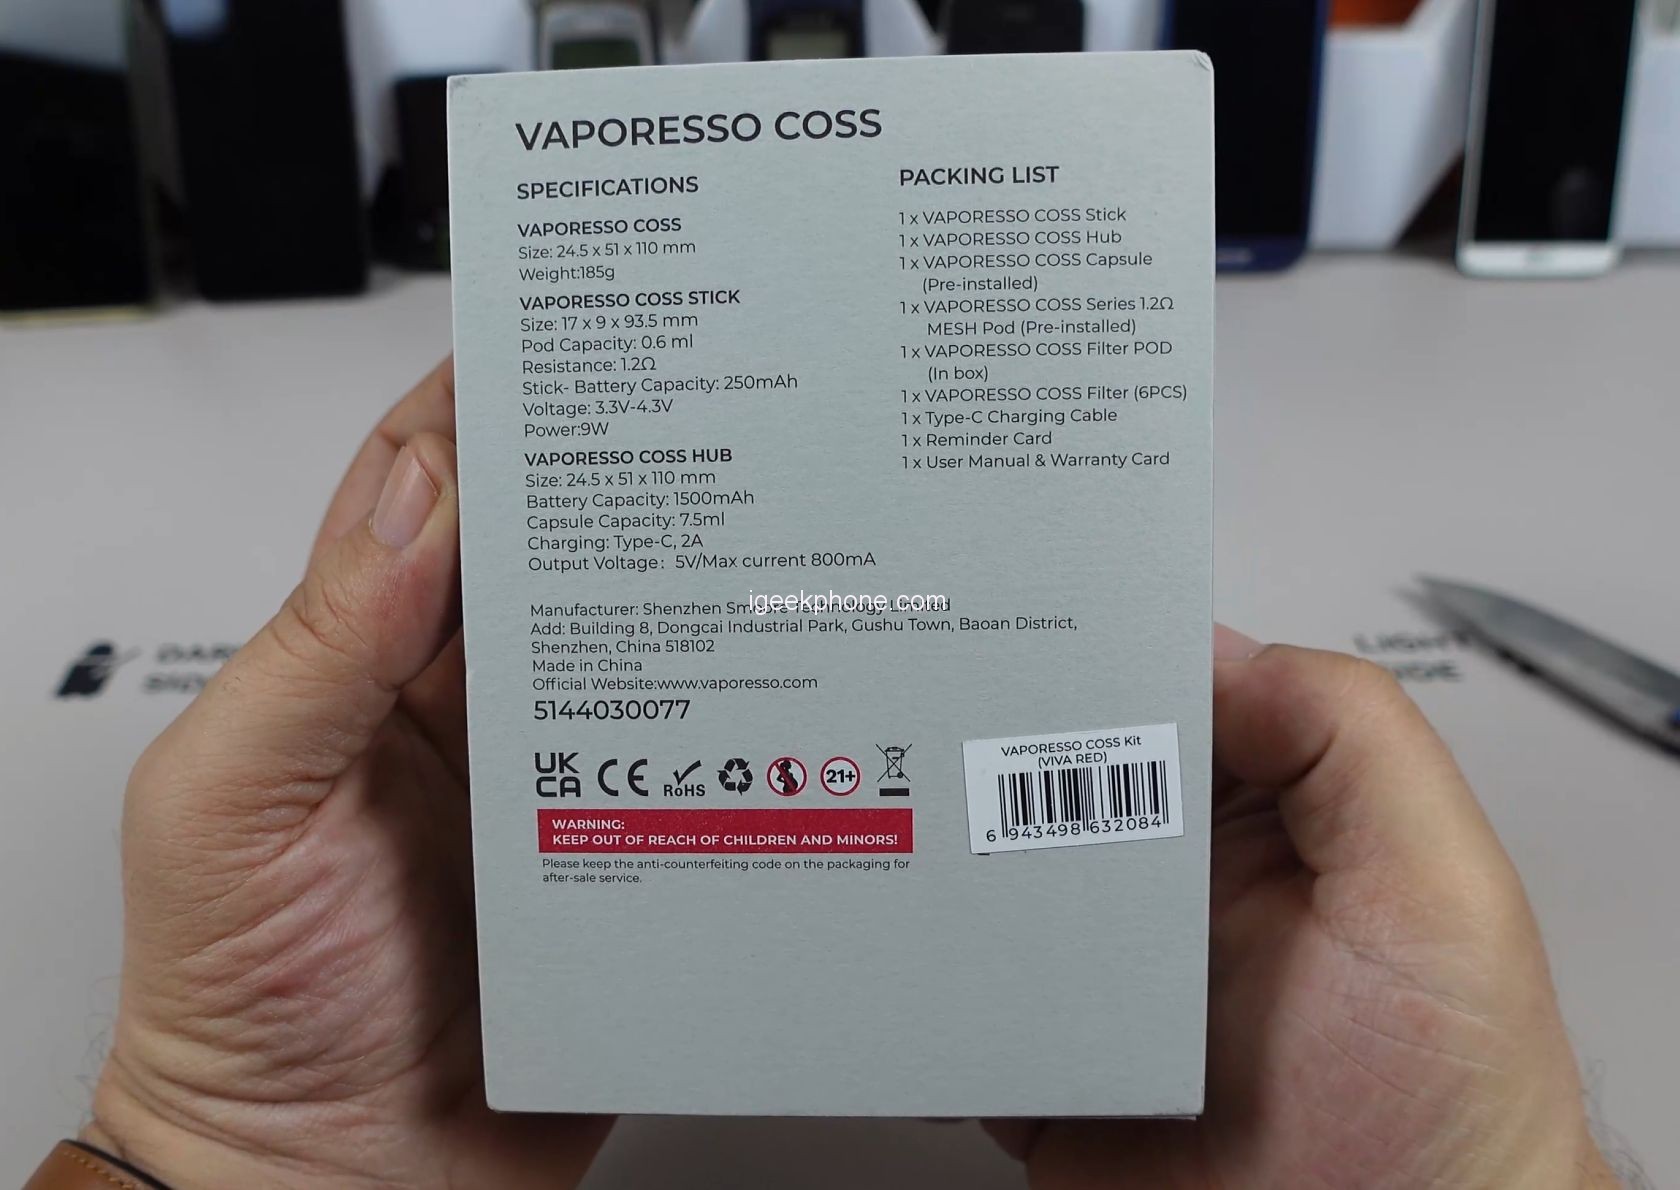 VAPORESSO COSS
SPECIFICATIONS
VAPORESSO COSS
Size: 24.5 x 51 x 110 mm
Weight:185g
VAPORESSO COSS STICK
Size: 17 x 9 x 93.5 mm
Pod Capacity: 0.6 ml
Resistance: 1.2Ω
Stick- Battery Capacity: 250mAh
Voltage: 3.3V-4.3V
Power:9W
VAPORESSO COSS HUB
Size: 24.5 x 51 x 110 mm
Battery Capacity: 1500mAh
Capsule Capacity: 7.5ml
Charging: Type-C, 2A
Output Voltage: 5V/Max current 800mA
PACKING LIST
1 x VAPORESSO COSS Stick
1 x VAPORESSO COSS Hub
1 x VAPORESSO COSS Capsule
(Pre-installed)
1 x VAPORESSO COSS Series 1.2Ω
MESH Pod (Pre-installed)
1 x VAPORESSO COSS Filter POD
(In box)
1 x VAPORESSO COSS Filter (6PCS)
1 x Type-C Charging Cable
1 x Reminder Card
1 x User Manual & Warranty Card
igeekphone.com
Manufacturer: Shenzhen Smoore Technology Limited
Add: Building 8, Dongcai Industrial Park, Gushu Town, Baoan District,
Shenzhen, China 518102
Made in China
Official Website:www.vaporesso.com
5144030077
UK
CA CE RoHS 21+
WARNING:
KEEP OUT OF REACH OF CHILDREN AND MINORS!
Please keep the anti-counterfeiting code on the packaging for
after-sale service.
VAPORESSO COSS Kit
(VIVA RED)
6 943498 632084